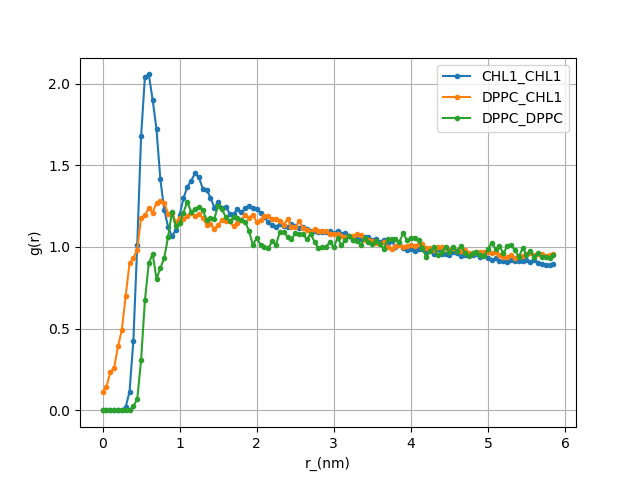 CHL1_CHL1
DPPC_CHL1
DPPC_DPPC
2.0
1.5
1.0
0.5
0.0
g(r)
0 1 2 3 4 5 6
r_(nm)